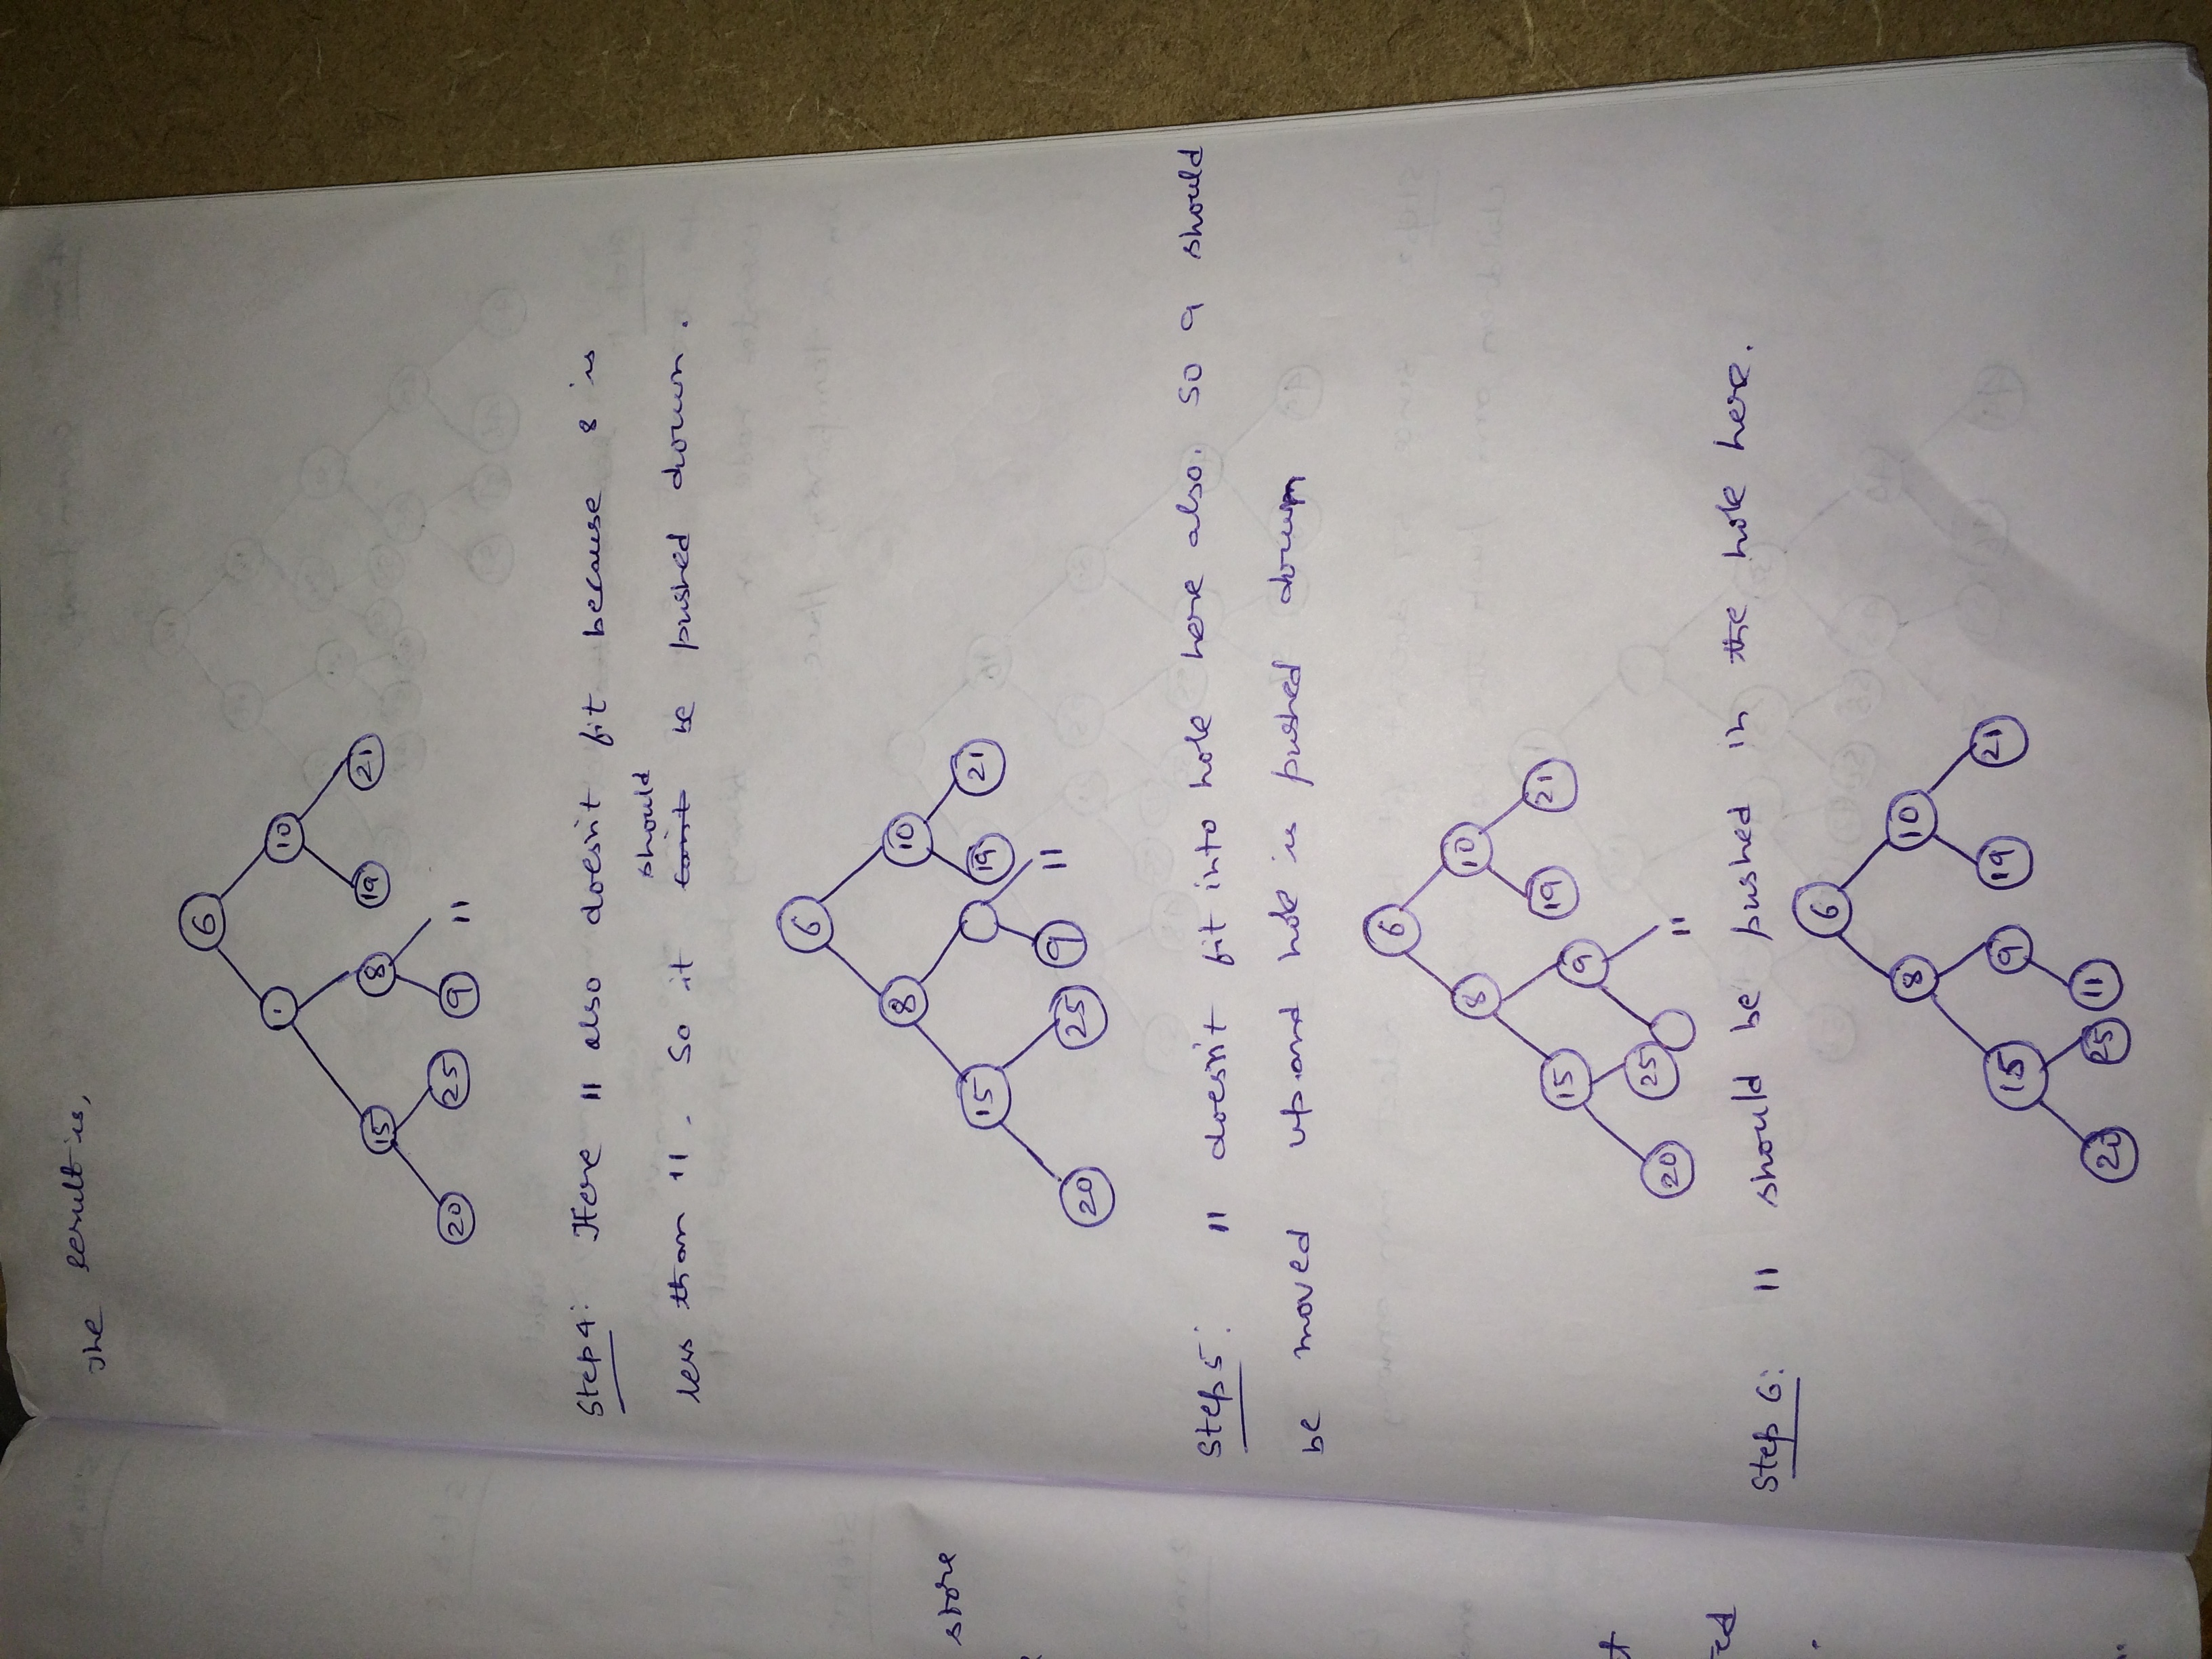 The result is,
6
1 10
15 8 19 21
20 25 9 11
Step 4: Here 11 also doesn't fit because 8 is
should
less than 11. So it can't be pushed down.
6
8 10
15 19 21
20 25 9 11
Step 5: 11 doesn't fit into hole here also. So 9 should
be moved up and hole is pushed down
6
8 10
15 9 19 21
20 25 11
Step 6: 11 should be pushed in the hole here.
6
8 10
15 9 19 21
20 25 11
store
ed